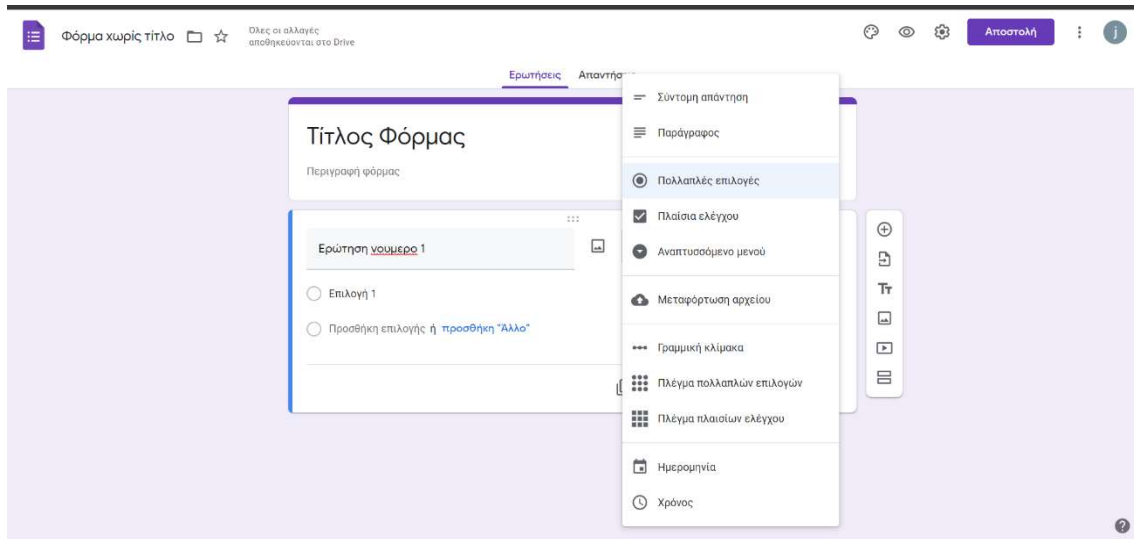 Φόρμα χωρίς τίτλο
Όλες οι αλλαγές
αποθηκεύονται στο Drive
Αποστολή
j
Ερωτήσεις Απαντήσεις
Τίτλος Φόρμας
Περιγραφή φόρμας
Ερώτηση νουμερο 1
Επιλογή 1
Προσθήκη επιλογής ή προσθήκη "Άλλο"
Σύντομη απάντηση
Παράγραφος
Πολλαπλές επιλογές
Πλαίσια ελέγχου
Αναπτυσσόμενο μενού
Μεταφόρτωση αρχείου
Γραμμική κλίμακα
Πλέγμα πολλαπλών επιλογών
Πλέγμα πλαισίων ελέγχου
Ημερομηνία
Χρόνος
Tт